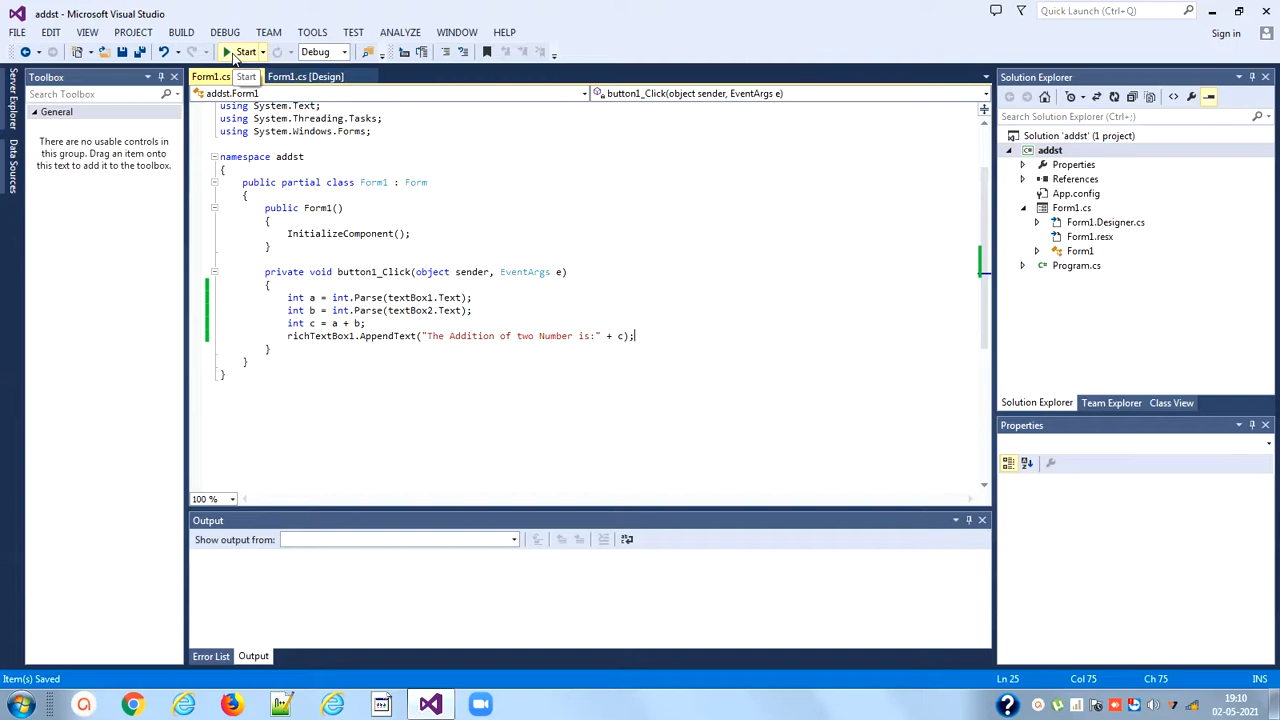 addst - Microsoft Visual Studio
Quick Launch (Ctrl+Q)
FILE EDIT VIEW PROJECT BUILD DEBUG TEAM TOOLS TEST ANALYZE WINDOW HELP
Sign in
Start Debug
Toolbox
Form1.cs
Start
Form1.cs [Design]
Solution Explorer
Search Toolbox
addst.Form1
button1_Click(object sender, EventArgs e)
General
There are no usable controls in
this group. Drag an item onto
this text to add it to the toolbox.
Server Explorer
Data Sources
using System.Text;
using System.Threading.Tasks;
using System.Windows.Forms;
namespace addst
{
public partial class Form1 : Form
{
public Form1()
{
InitializeComponent();
}
private void button1_Click(object sender, EventArgs e)
{
int a = int.Parse(textBox1.Text);
int b = int.Parse(textBox2.Text);
int c = a + b;
richTextBox1.AppendText("The Addition of two Number is:" + c);
}
}
}
100 %
Search Solution Explorer (Ctrl+;)
Solution 'addst' (1 project)
addst
Properties
References
App.config
Form1.cs
Form1.Designer.cs
Form1.resx
Form1
Program.cs
Solution Explorer Team Explorer Class View
Properties
Output
Show output from:
Error List Output
Item(s) Saved
Ln 25 Col 75 Ch 75 INS
19:10
02-05-2021